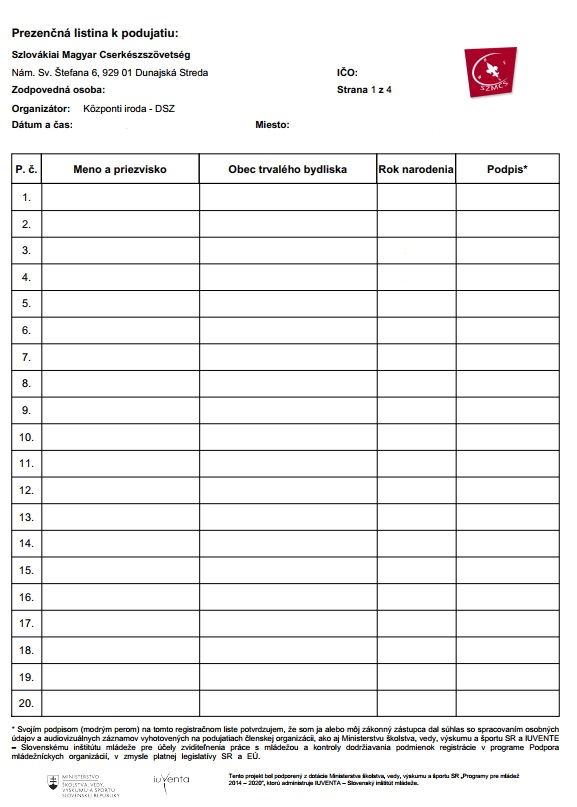 Prezenčná listina k podujatiu:
Szlovákiai Magyar Cserkészszövetség
Nám. Sv. Štefana 6, 929 01 Dunajská Streda IČO:
Zodpovedná osoba: Strana 1 z 4
Organizátor: Központi iroda - DSZ
Dátum a čas: Miesto:
SZMCS
P. č. Meno a priezvisko Obec trvalého bydliska Rok narodenia Podpis*
1.
2.
3.
4.
5.
6.
7.
8.
9.
10.
11.
12.
13.
14.
15.
16.
17.
18.
19.
20.
* Svojím podpisom (modrým perom) na tomto registračnom liste potvrdzujem, že som ja alebo môj zákonný zástupca dal súhlas so spracovaním osobných
údajov a audiovizuálnych záznamov vyhotovených na podujatiach členskej organizácii, ako aj Ministerstvu školstva, vedy, výskumu a športu SR a IUVENTE
– Slovenskému inštitútu mládeže pre účely zviditeľnenia práce s mládežou a kontroly dodržiavania podmienok registrácie v programe Podpora
mládežníckych organizácií, v zmysle platnej legislatívy SR a EÚ.
MINISTERSTVO
ŠKOLSTVA, VEDY,
VÝSKUMU A ŠPORTU
SLOVENSKEJ REPUBLIKY
iuventa
Tento projekt bol podporený z dotácie Ministerstva školstva, vedy, výskumu a športu SR „Programy pre mládež
2014 – 2020“, ktorú administruje IUVENTA – Slovenský inštitút mládeže.